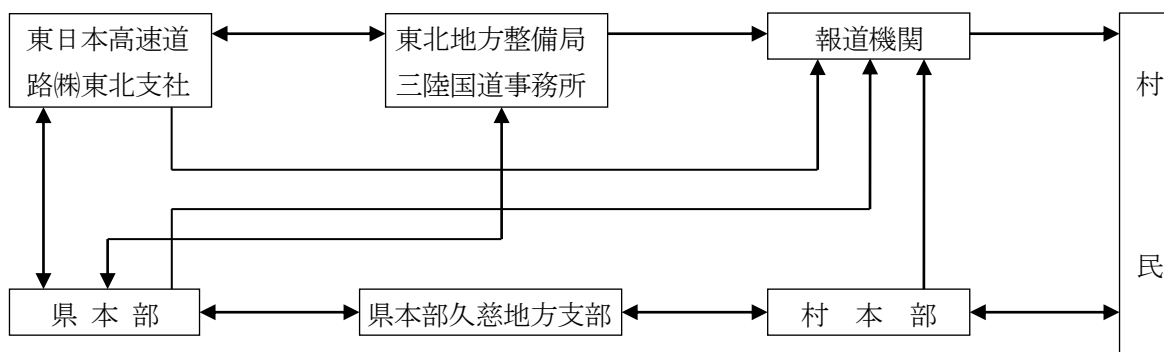 東日本高速道
路㈱東北支社
東北地方整備局
三陸国道事務所
報道機関
村
民
県本部
県本部久慈地方支部
村本部